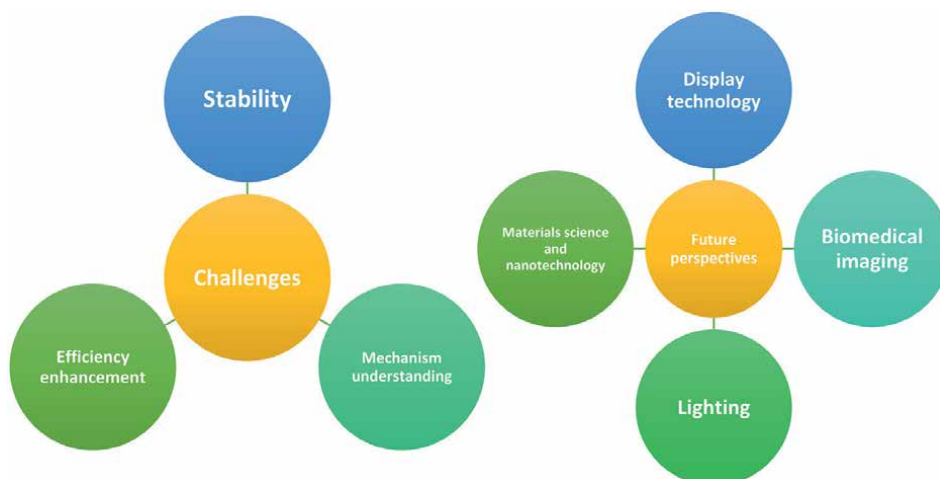 Stability
Challenges
Efficiency
enhancement
Mechanism
understanding
Display
technology
Materials science
and
nanotechnology
Future
perspectives
Biomedical
imaging
Lighting